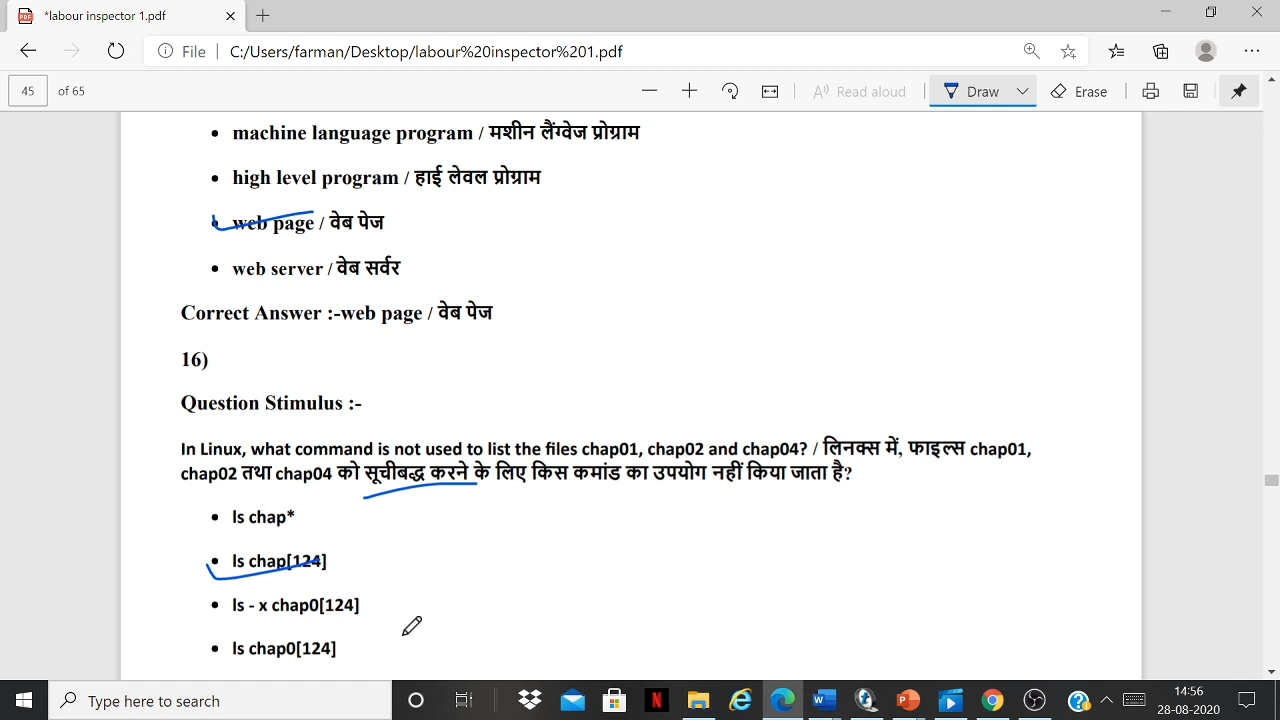 *labour inspector 1.pdf
File C:/Users/farman/Desktop/labour%20inspector%201.pdf
45 of 65 Read aloud Draw Erase
• machine language program / मशीन लैंग्वेज प्रोग्राम
• high level program / हाई लेवल प्रोग्राम
• web page / वेब पेज
• web server / वेब सर्वर
Correct Answer :-web page / वेब पेज
16)
Question Stimulus :-
In Linux, what command is not used to list the files chap01, chap02 and chap04? / लिनक्स में, फाइल्स chap01,
chap02 तथा chap04 को सूचीबद्ध करने के लिए किस कमांड का उपयोग नहीं किया जाता है?
• ls chap*
• ls chap[124]
• ls - x chap0[124]
• ls chap0[124]
Type here to search
14:56
28-08-2020